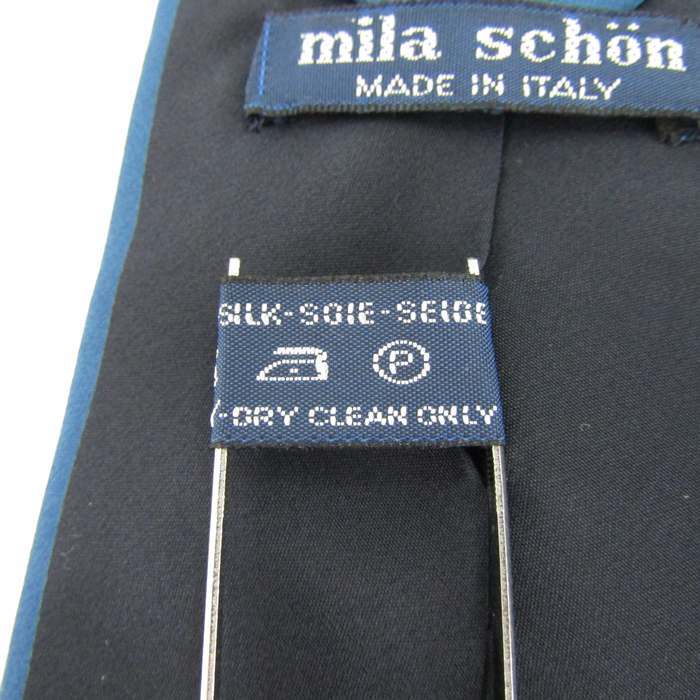 mila schön
MADE IN ITALY
SILK-SOIE-SEIDE
P
-DRY CLEAN ONLY